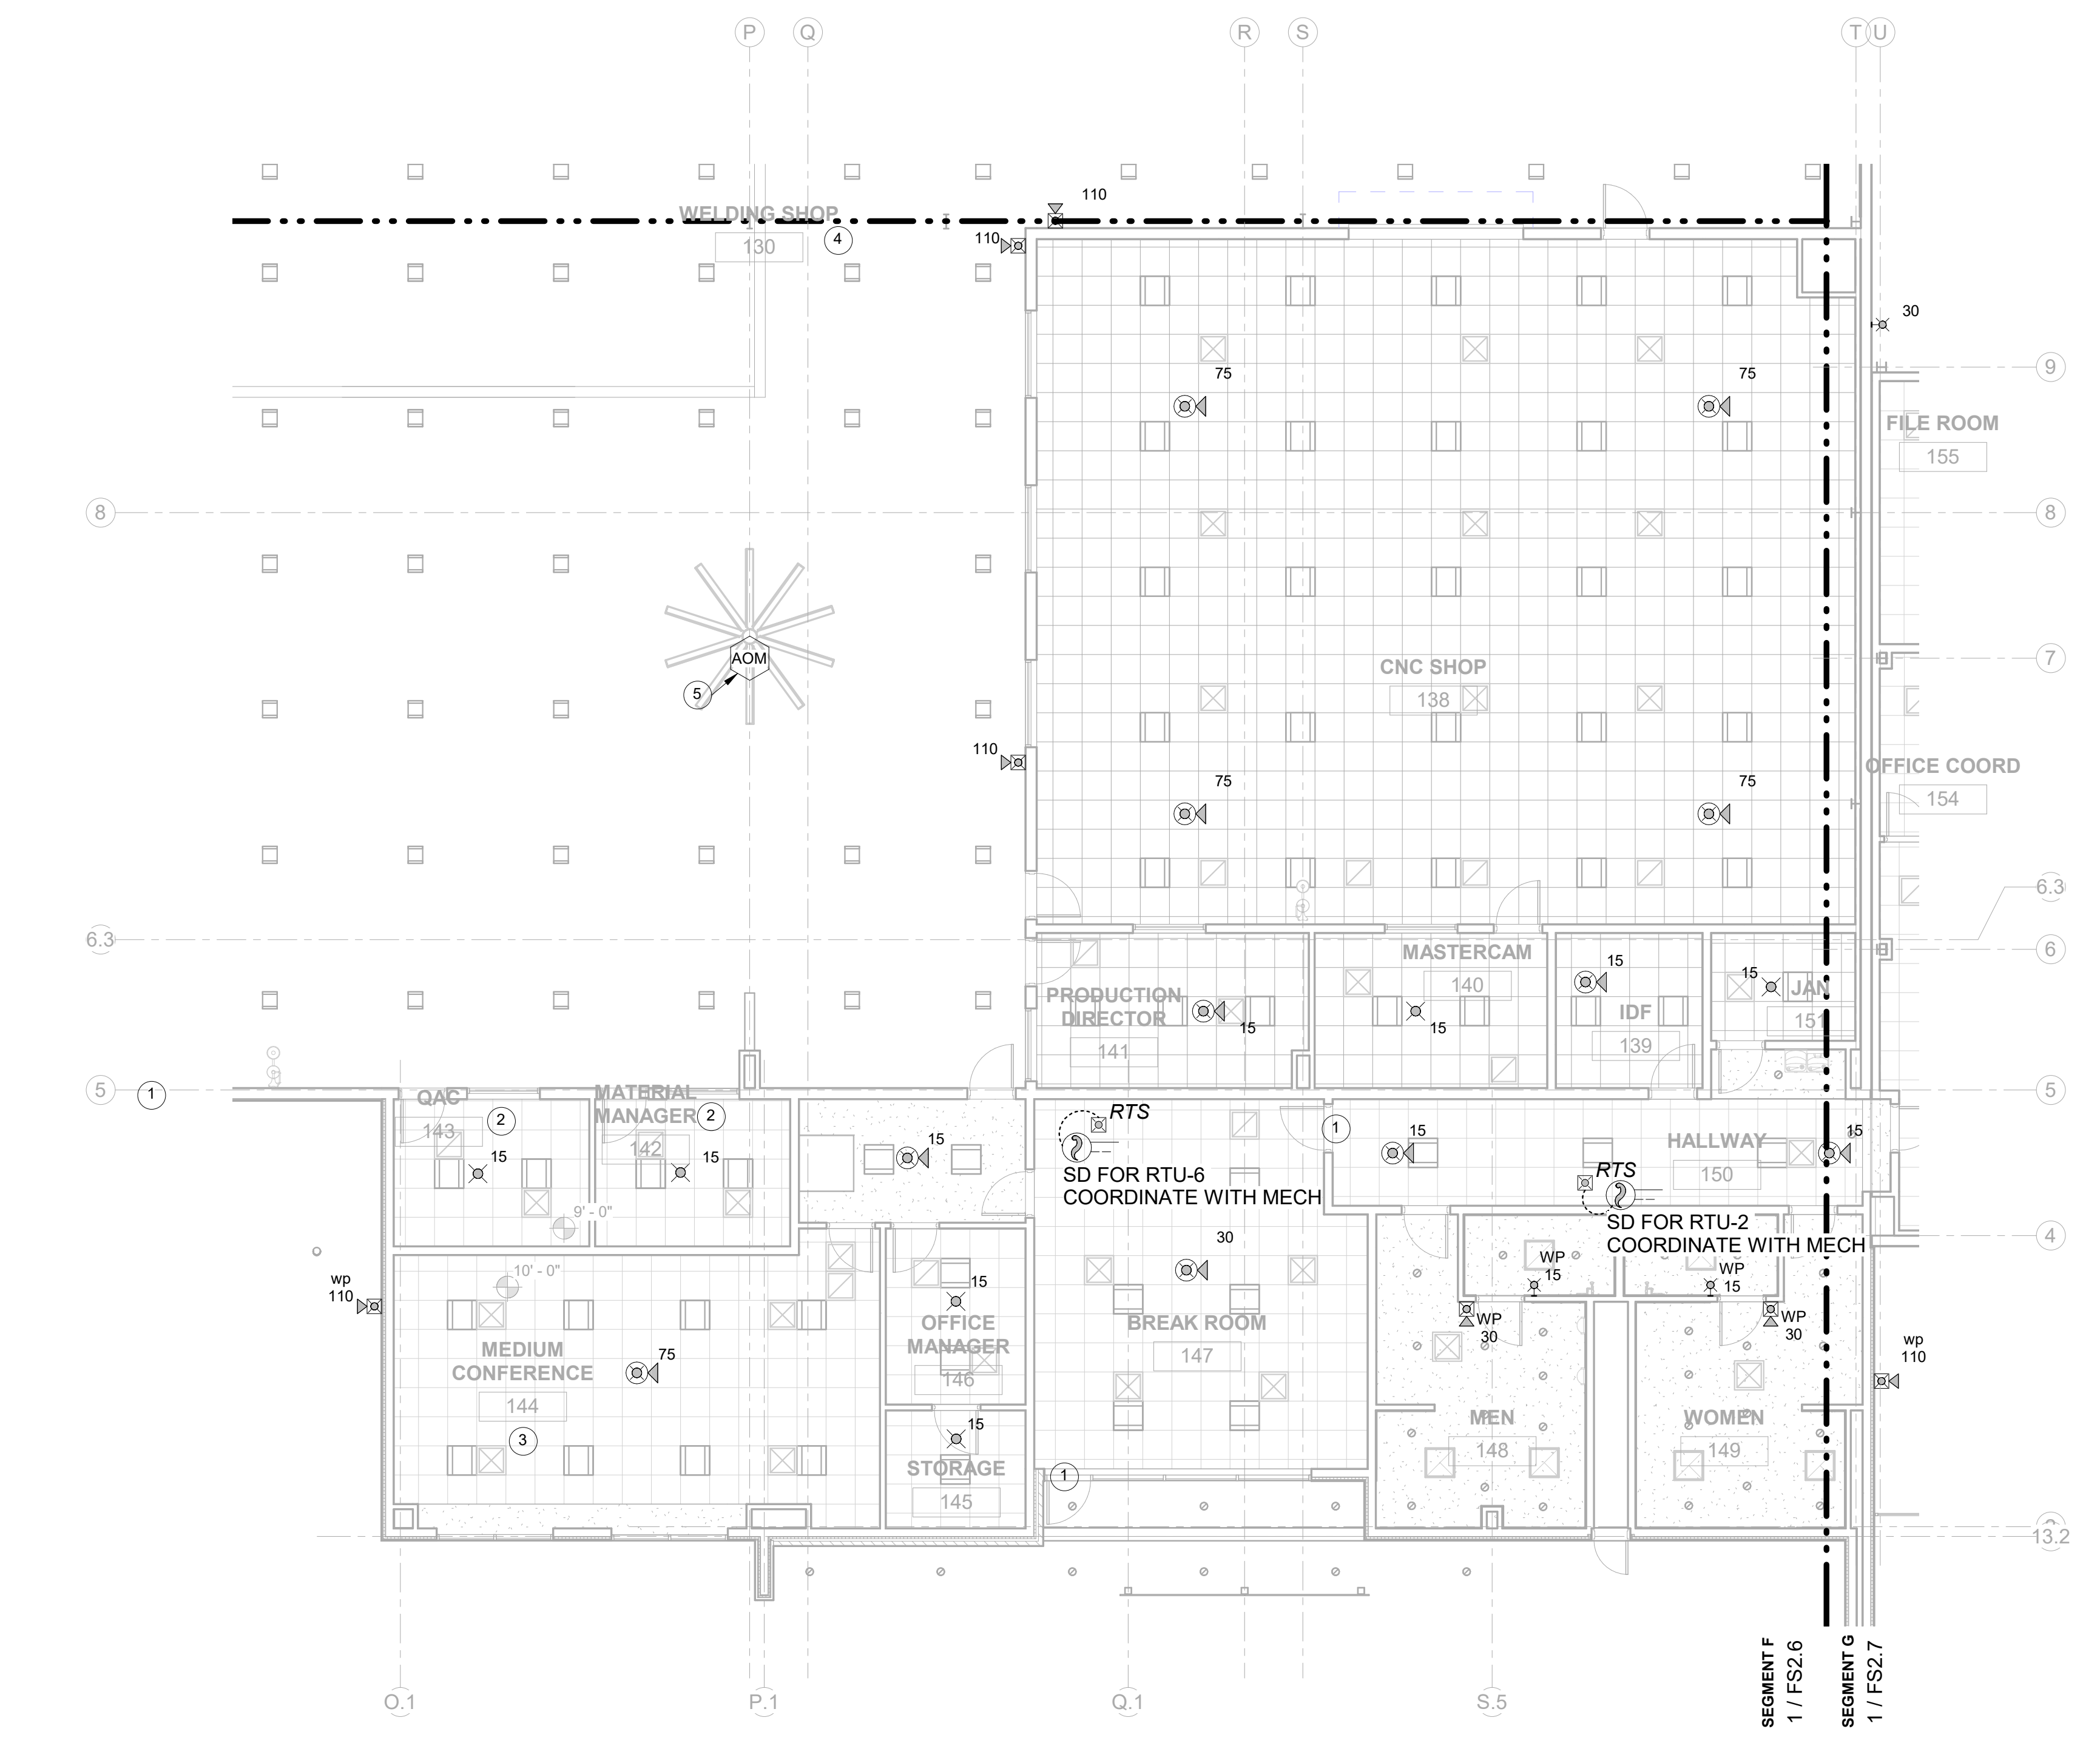 P
Q
R
S
T
U
110
WELDING SHOP
130
4
110
30
9
75
75
FILE ROOM
155
8
8
AOM
5
7
CNC SHOP
138
110
75
75
OFFICE COORD
154
6.3
6.3
6
MASTERCAM
140
15
15
JAN
151
PRODUCTION
DIRECTOR
141
15
15
IDF
139
5
1
5
QAC
143
2
MATERIAL
MANAGER
142
2
15
15
15
RTS
SD FOR RTU-6
COORDINATE WITH MECH
1
15
15
HALLWAY
150
RTS
SD FOR RTU-2
COORDINATE WITH MECH
9' - 0"
4
10' - 0"
wp
110
30
WP
15
WP
15
15
OFFICE
MANAGER
146
BREAK ROOM
147
WP
30
WP
30
wp
110
MEDIUM
CONFERENCE
144
75
3
15
STORAGE
145
1
MEN
148
WOMEN
149
13.2
SEGMENT F
1 / FS2.6
SEGMENT G
1 / FS2.7
O.1
P.1
Q.1
S.5